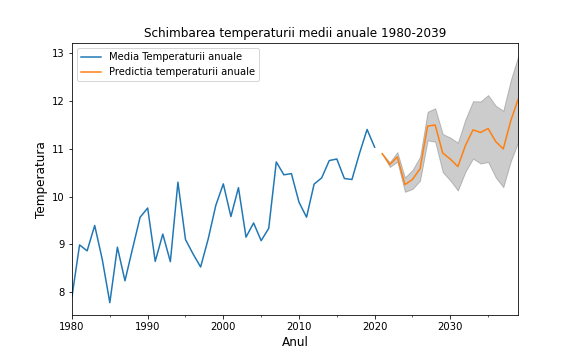 Schimbarea temperaturii medii anuale 1980-2039
Media Temperaturii anuale
Predictia temperaturii anuale
Temperatura
13
12
11
10
9
8
1980 1990 2000 2010 2020 2030
Anul